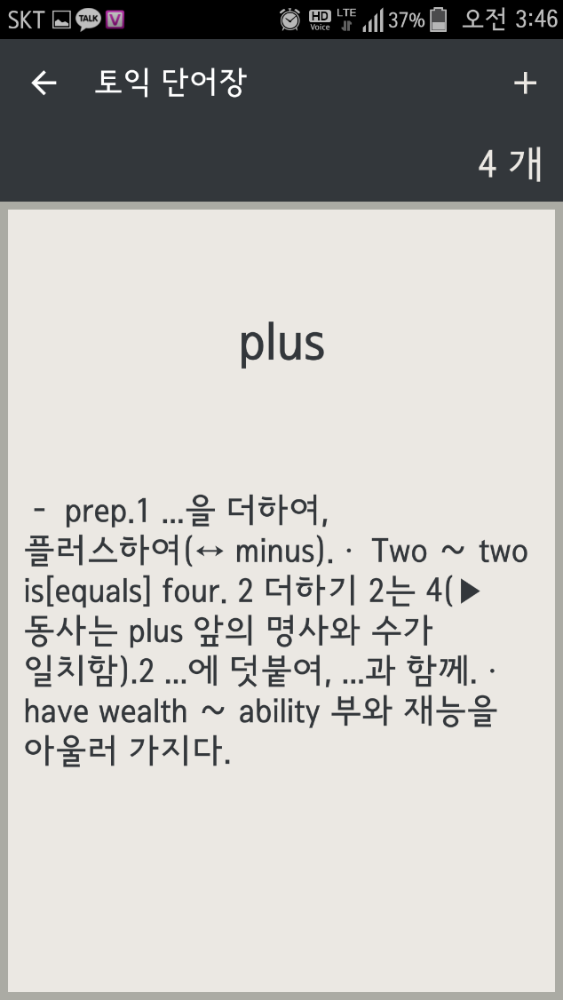 SKT TALK V HD Voice LTE 37% 오전 3:46
토익 단어장 +
4 개
plus
- prep.1 ...을 더하여,
플러스하여(↔ minus). · Two ~ two
is[equals] four. 2 더하기 2는 4(▶
동사는 plus 앞의 명사와 수가
일치함).2 ...에 덧붙여, ...과 함께. ·
have wealth ~ ability 부와 재능을
아울러 가지다.